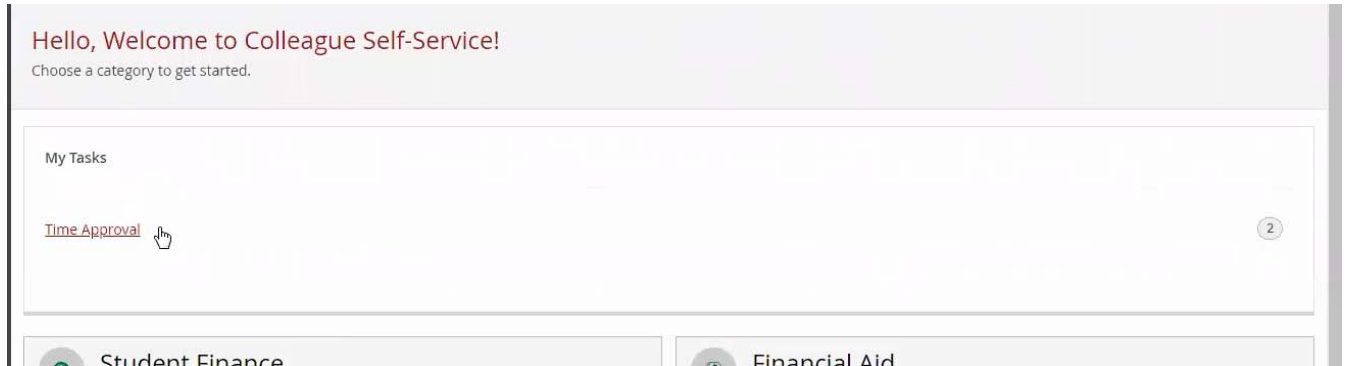 Hello, Welcome to Colleague Self-Service!
Choose a category to get started.
My Tasks
Time Approval
2
Student Finance
Financial Aid